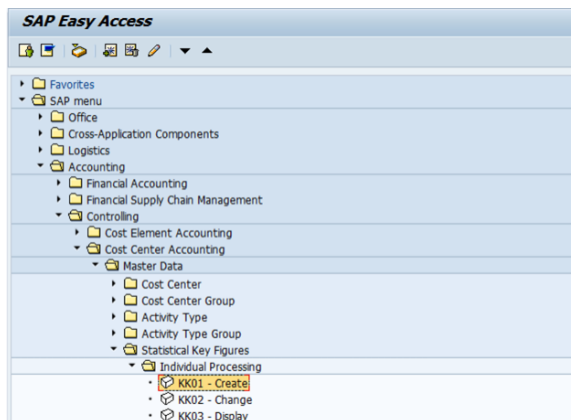 SAP Easy Access
Favorites
SAP menu
Office
Cross-Application Components
Logistics
Accounting
Financial Accounting
Financial Supply Chain Management
Controlling
Cost Element Accounting
Cost Center Accounting
Master Data
Cost Center
Cost Center Group
Activity Type
Activity Type Group
Statistical Key Figures
Individual Processing
KK01 - Create
KK02 - Change
KK03 - Display